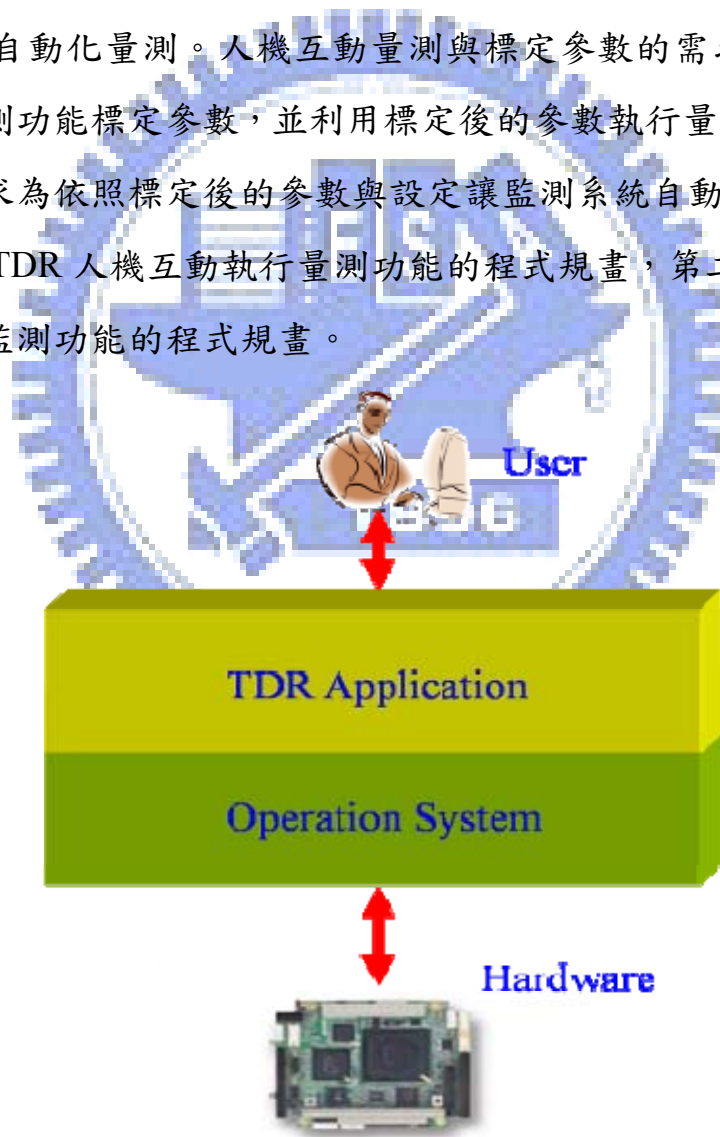 自動化量測。人機互動量測與標定參數的需
測功能標定參數,並利用標定後的參數執行量
求為依照標定後的參數與設定讓監測系統自動
TDR 人機互動執行量測功能的程式規畫,第二
監測功能的程式規畫。
User
TDR Application
Operation System
Hardware